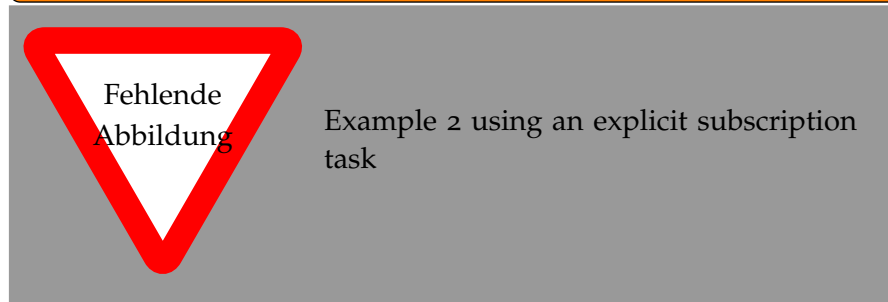 Fehlende
Abbildung
Example 2 using an explicit subscription
task